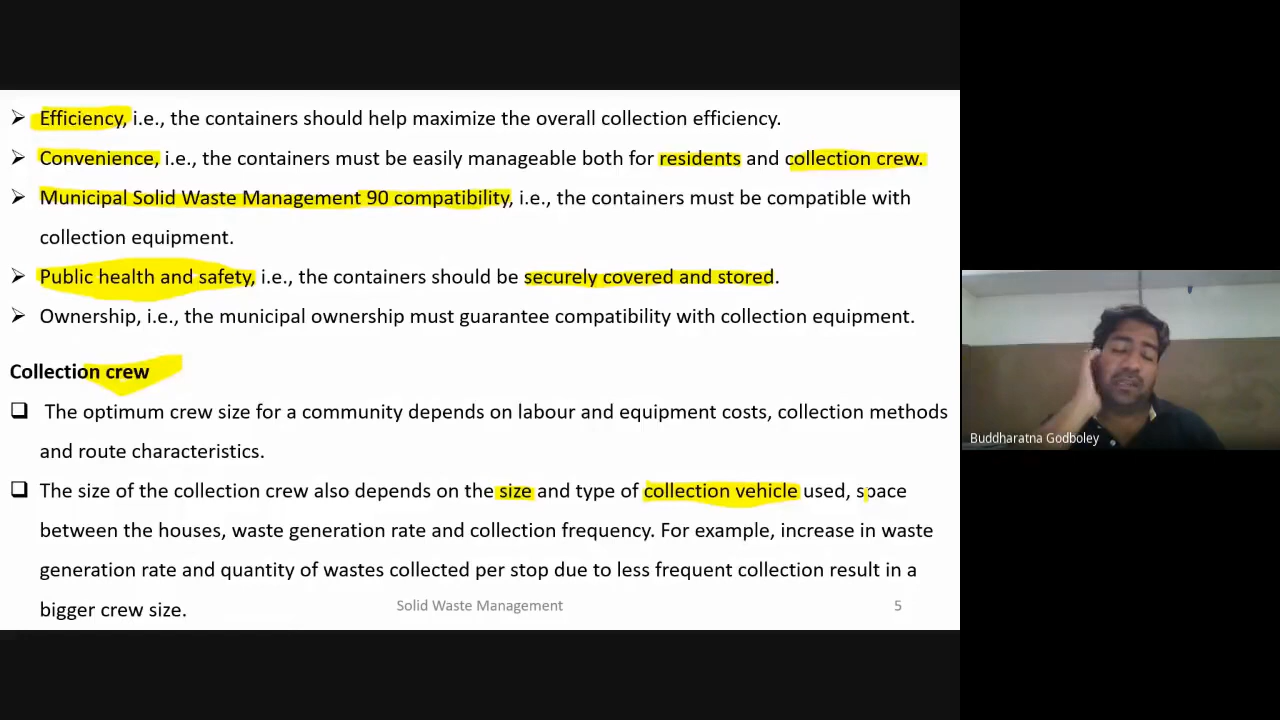 ➢ Efficiency, i.e., the containers should help maximize the overall collection efficiency.
➢ Convenience, i.e., the containers must be easily manageable both for residents and collection crew.
➢ Municipal Solid Waste Management 90 compatibility, i.e., the containers must be compatible with
collection equipment.
➢ Public health and safety, i.e., the containers should be securely covered and stored.
➢ Ownership, i.e., the municipal ownership must guarantee compatibility with collection equipment.
Collection crew
❑ The optimum crew size for a community depends on labour and equipment costs, collection methods
and route characteristics.
❑ The size of the collection crew also depends on the size and type of collection vehicle used, space
between the houses, waste generation rate and collection frequency. For example, increase in waste
generation rate and quantity of wastes collected per stop due to less frequent collection result in a
bigger crew size.
Solid Waste Management 5
Buddharatna Godboley